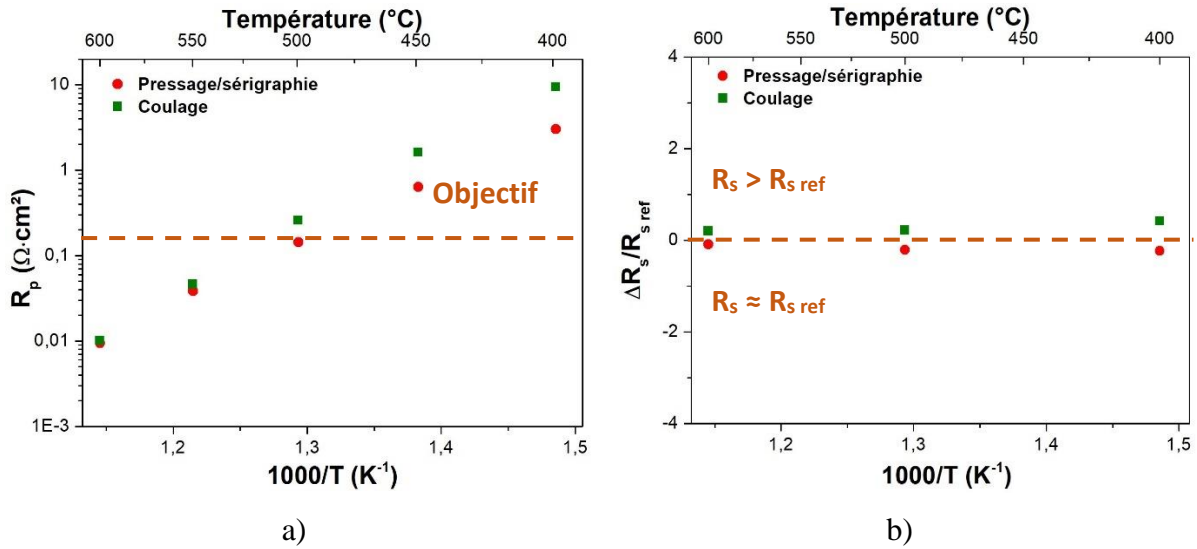 Température (°C)
600 550 500 450 400
10
1
0,1
0,01
1E-3
Rₚ (Ω·cm²)
Pressage/sérigraphie
Coulage
Objectif
1,2 1,3 1,4 1,5
1000/T (K⁻¹)
a)
Température (°C)
600 550 500 450 400
4
2
0
-2
-4
ΔRₛ/Rₛ ref
Pressage/sérigraphie
Coulage
Rₛ > Rₛ ref
Rₛ ≈ Rₛ ref
1,2 1,3 1,4 1,5
1000/T (K⁻¹)
b)